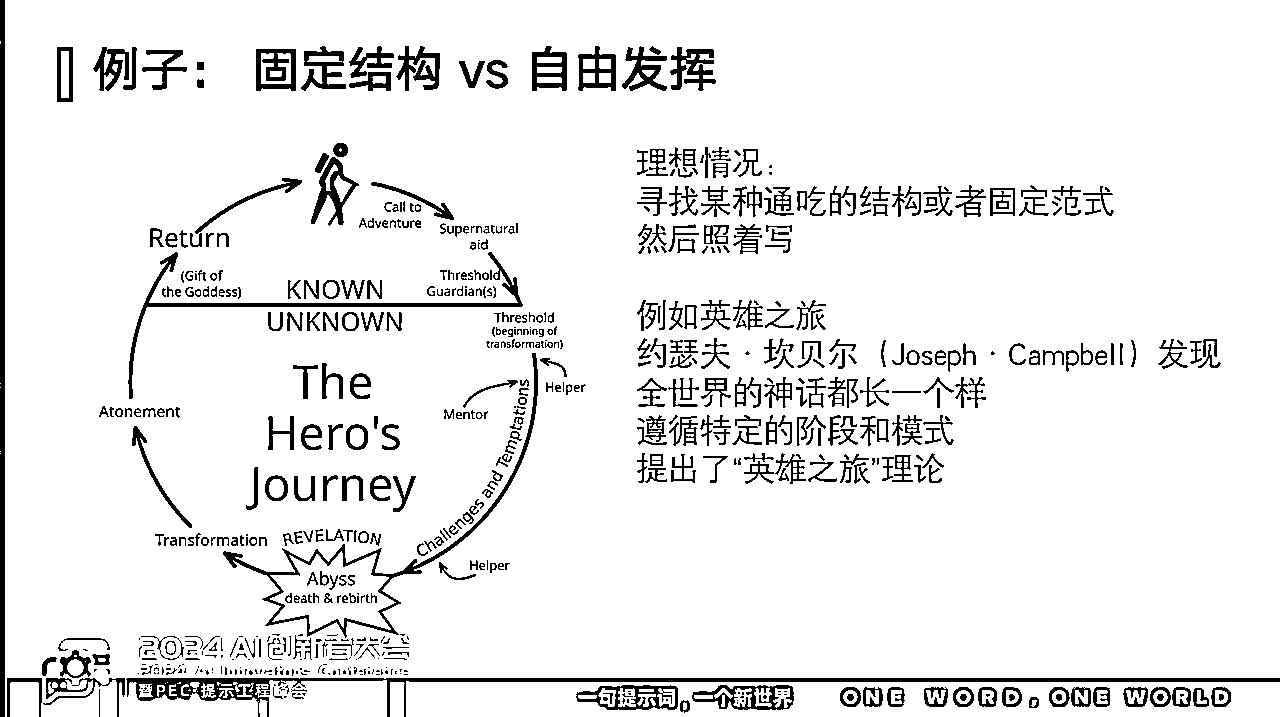 例子： 固定结构 vs 自由发挥
理想情况：
寻找某种通吃的结构或者固定范式
然后照着写
例如英雄之旅
约瑟夫·坎贝尔（Joseph·Campbell）发现
全世界的神话都长一个样
遵循特定的阶段和模式
提出了“英雄之旅”理论
Call to
Adventure
Supernatural
aid
Threshold
Guardian(s)
KNOWN
UNKNOWN
Threshold
(beginning of
transformation)
Helper
Mentor
Challenges and Temptations
Helper
REVELATION
Abyss
death & rebirth
Transformation
Atonement
Return
(Gift of
the Goddess)
The
Hero's
Journey
2024 AI创新者大会
2024 AI Innovators Conference
暨PEC·提示工程峰会
一句提示词。一个新世界
ONE WORD, ONE WORLD